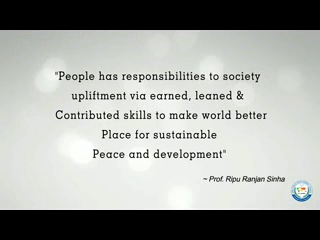 "People has responsibilities to society
upliftment via earned, leaned &
Contributed skills to make world better
Place for sustainable
Peace and development"
~ Prof. Ripu Ranjan Sinha